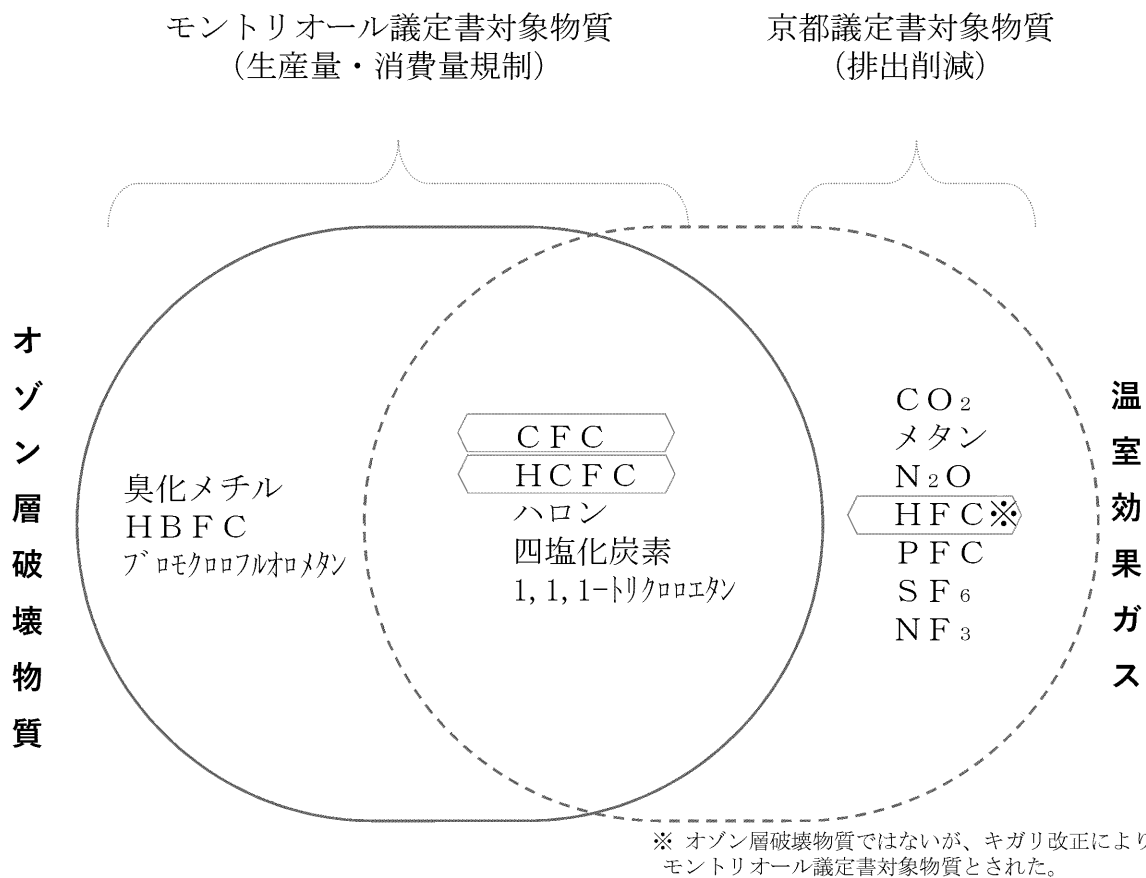 モントリオール議定書対象物質
（生産量・消費量規制）
京都議定書対象物質
（排出削減）
オゾン層破壊物質
臭化メチル
ＨＢＦＣ
ﾌﾞﾛﾓｸﾛﾛﾌﾙｵﾛﾒﾀﾝ
ＣＦＣ
ＨＣＦＣ
ハロン
四塩化炭素
1,1,1-ﾄﾘｸﾛﾛｴﾀﾝ
ＣＯ₂
メタン
Ｎ₂Ｏ
ＨＦＣ※
ＰＦＣ
ＳＦ₆
ＮＦ₃
温室効果ガス
※ オゾン層破壊物質ではないが、キガリ改正により
モントリオール議定書対象物質とされた。